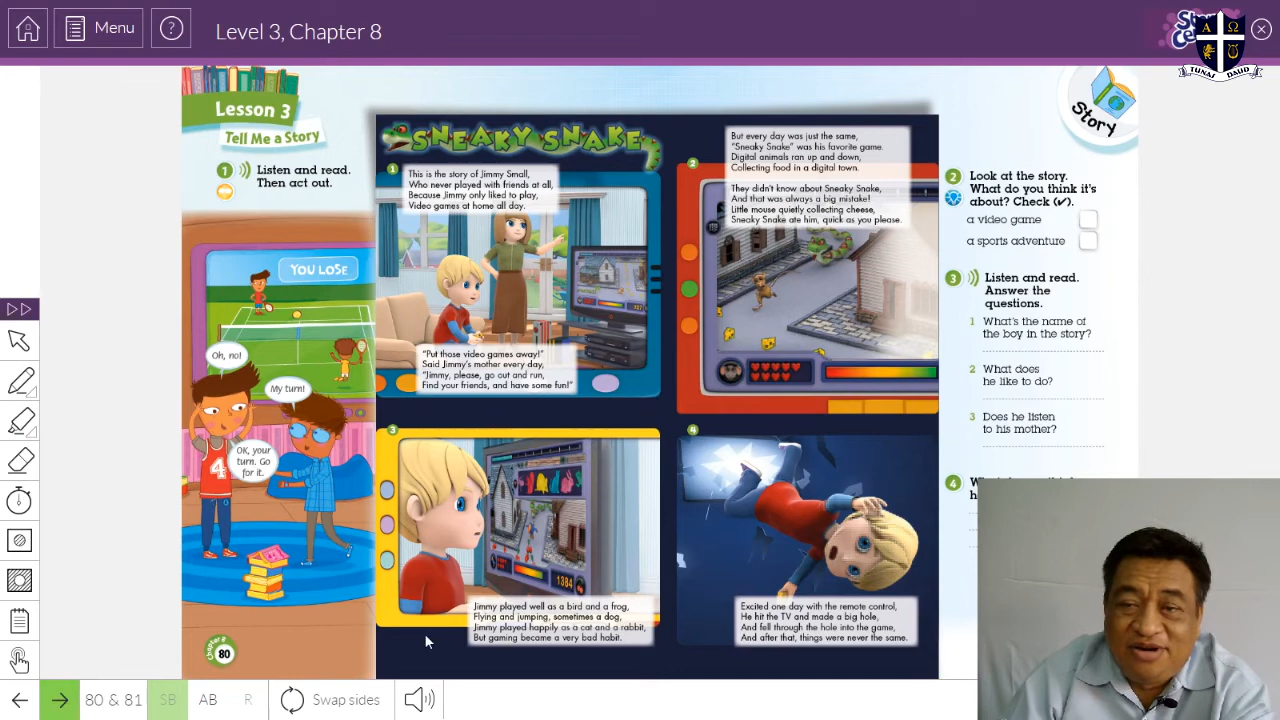 Menu
?
Level 3, Chapter 8
Α Ω
TUNAS DAUD
Lesson 3
Tell Me a Story
1 Listen and read.
Then act out.
YOU LOSE
Oh, no!
My turn!
OK, your
turn. Go
for it.
4
Chapter 8
80
SNEAKY SNAKE
1
This is the story of Jimmy Small,
Who never played with friends at all,
Because Jimmy only liked to play,
Video games at home all day.
"Put those video games away!"
Said Jimmy's mother every day,
"Jimmy, please, go out and run,
Find your friends, and have some fun!"
2
But every day was just the same,
"Sneaky Snake" was his favorite game.
Digital animals ran up and down,
Collecting food in a digital town.
They didn't know about Sneaky Snake,
And that was always a big mistake!
Little mouse quietly collecting cheese,
Sneaky Snake ate him, quick as you please.
3
1384
Jimmy played well as a bird and a frog,
Flying and jumping, sometimes a dog,
Jimmy played happily as a cat and a rabbit,
But gaming became a very bad habit.
4
Excited one day with the remote control,
He hit the TV and made a big hole,
And fell through the hole into the game,
And after that, things were never the same.
Story
2 Look at the story.
What do you think it's
about? Check (✔).
a video game
a sports adventure
3 Listen and read.
Answer the
questions.
1 What's the name of
the boy in the story?
2 What does
he like to do?
3 Does he listen
to his mother?
4
80 & 81
SB
AB
R
Swap sides